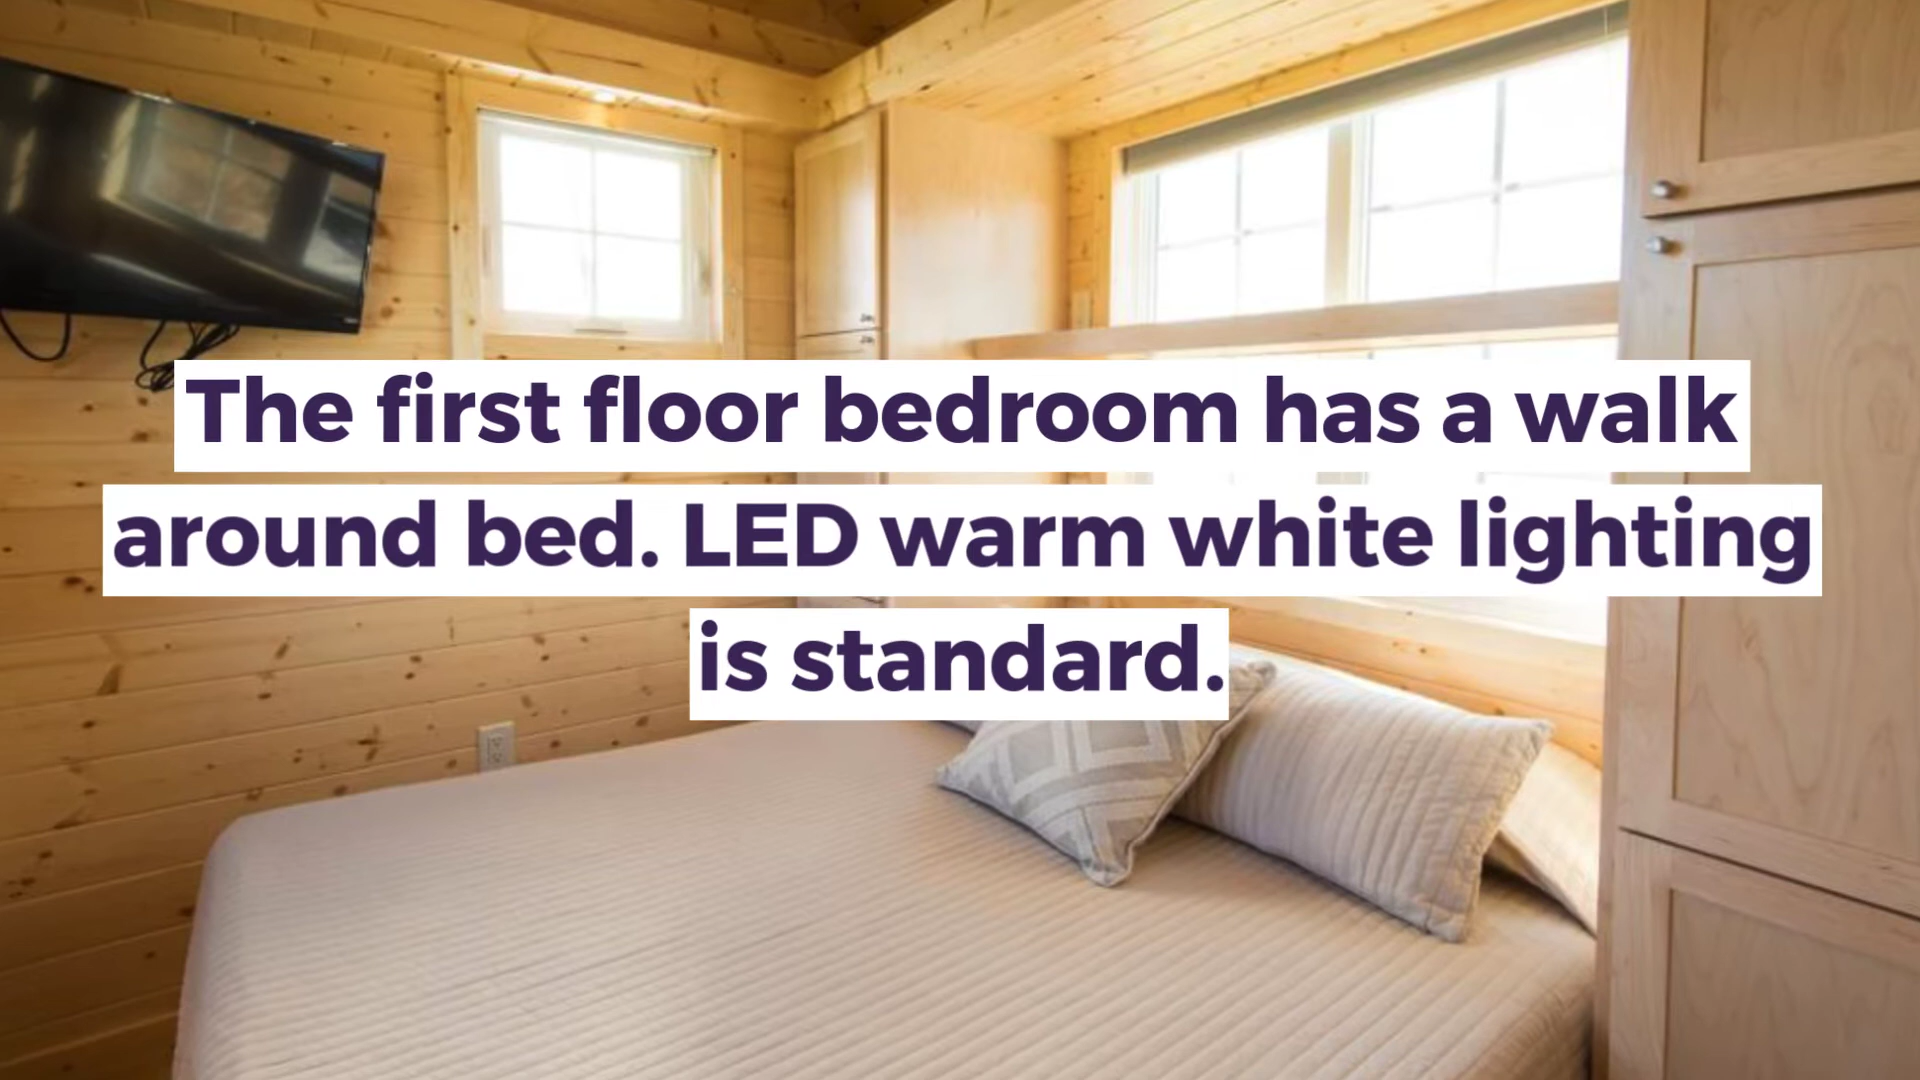 The first floor bedroom has a walk
around bed. LED warm white lighting
is standard.